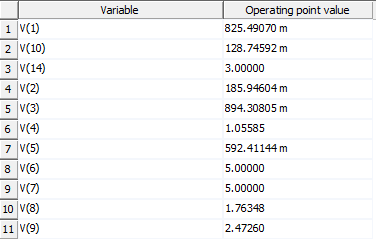 Variable Operating point value
1 V(1) 825.49070 m
2 V(10) 128.74592 m
3 V(14) 3.00000
4 V(2) 185.94604 m
5 V(3) 894.30805 m
6 V(4) 1.05585
7 V(5) 592.41144 m
8 V(6) 5.00000
9 V(7) 5.00000
10 V(8) 1.76348
11 V(9) 2.47260